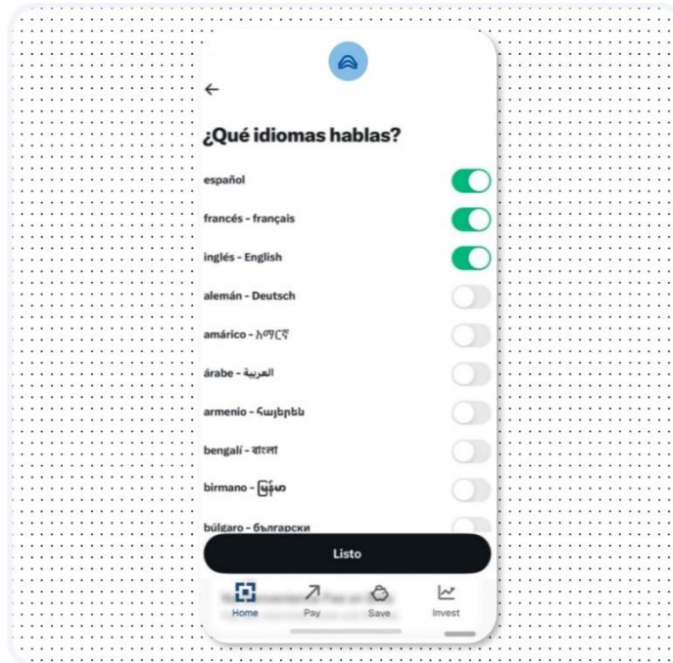 ¿Qué idiomas hablas?
español
francés - français
inglés - English
alemán - Deutsch
amárico - አማርኛ
árabe - العربية
armenio - հայերեն
bengalí - বাংলা
birmano - မြန်မာ
búlgaro - български
Listo
Home Pay Save Invest